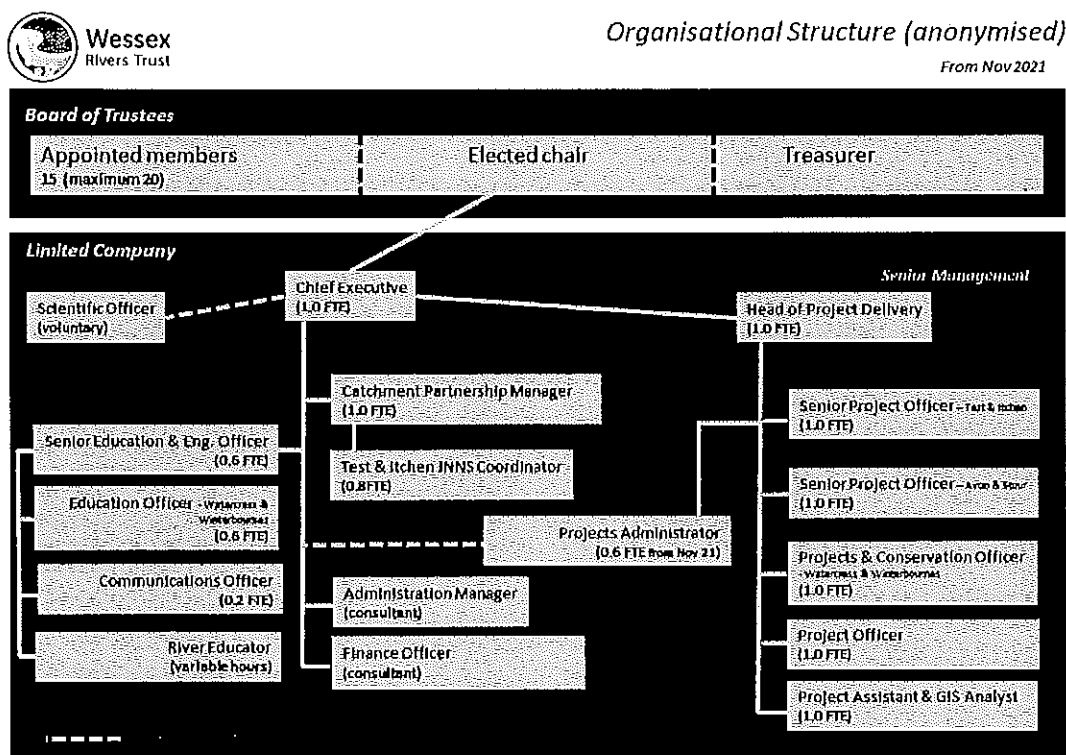 Wessex
Rivers Trust
Organisational Structure (anonymised)
From Nov 2021
Board of Trustees
Appointed members
15 (maximum 20)
Elected chair
Treasurer
Limited Company
Senior Management
Scientific Officer
(voluntary)
Chief Executive
(1.0 FTE)
Head of Project Delivery
(1.0 FTE)
Catchment Partnership Manager
(1.0 FTE)
Test & Itchen INNS Coordinator
(0.8FTE)
Senior Education & Eng. Officer
(0.6 FTE)
Education Officer - Watercress &
- Winterbournes
(0.6 FTE)
Communications Officer
(0.2 FTE)
River Educator
(variable hours)
Projects Administrator
(0.6 FTE from Nov 21)
Administration Manager
(consultant)
Finance Officer
(consultant)
Senior Project Officer – Test & Itchen
(1.0 FTE)
Senior Project Officer – Avon & Stour
(1.0 FTE)
Projects & Conservation Officer
- Watercress & Winterbournes
(1.0 FTE)
Project Officer
(1.0 FTE)
Project Assistant & GIS Analyst
(1.0 FTE)